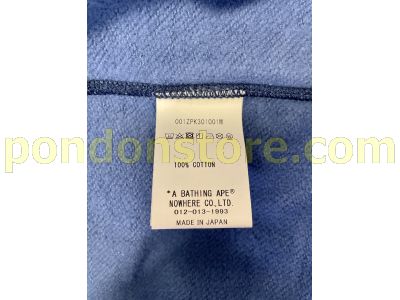 001ZPK301001M
pondonstore.com
100% COTTON
"A BATHING APE®
NOWHERE CO.,LTD.
012-013-1993
MADE IN JAPAN